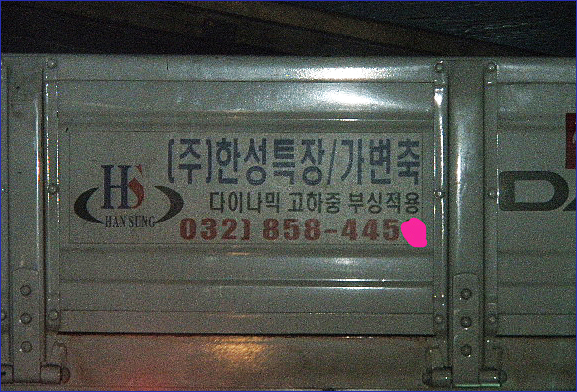 (주)한성특장/가변축
HS
HAN SUNG
다이나믹 고하중 부싱적용
032] 858-445
DA